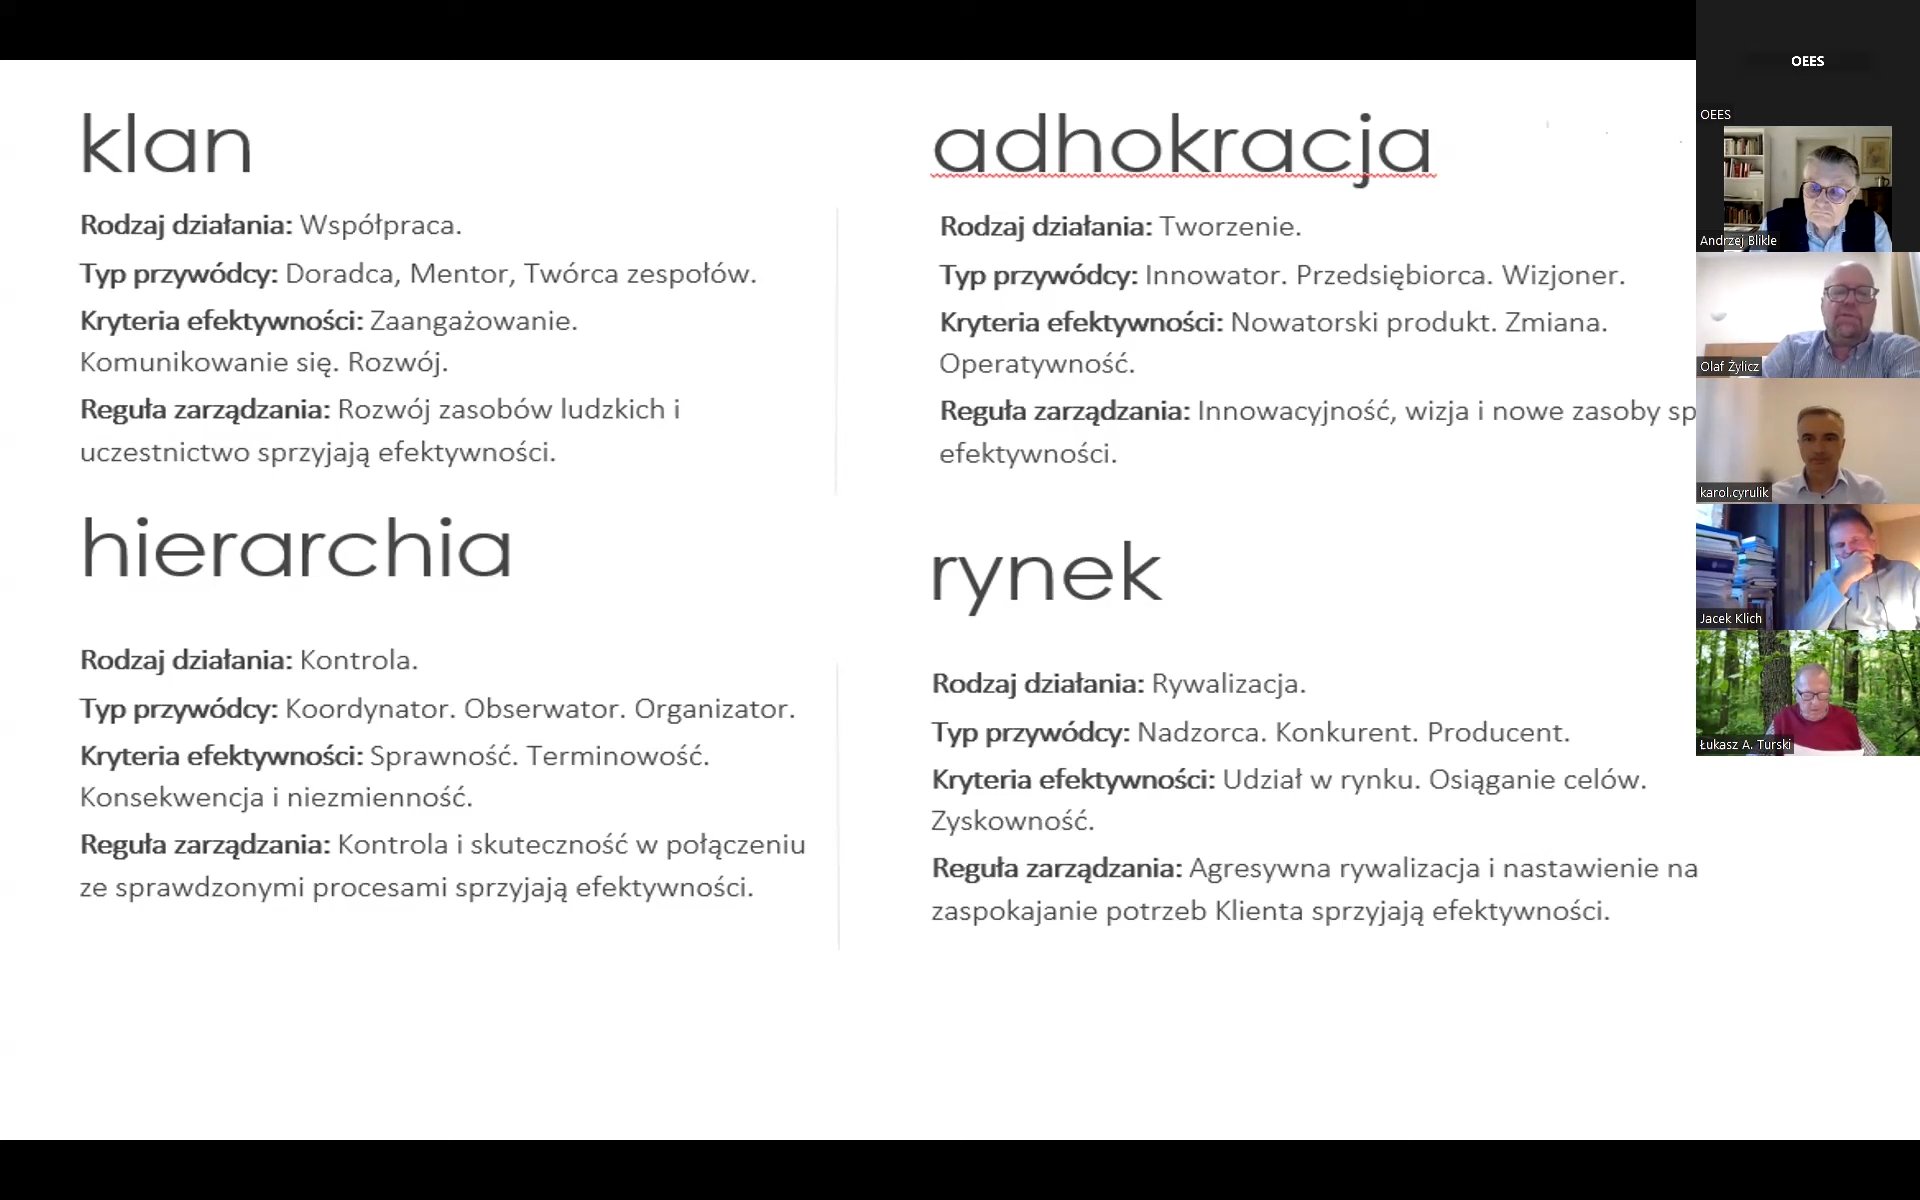 klan
Rodzaj działania: Współpraca.
Typ przywódcy: Doradca, Mentor, Twórca zespołów.
Kryteria efektywności: Zaangażowanie.
Komunikowanie się. Rozwój.
Reguła zarządzania: Rozwój zasobów ludzkich i
uczestnictwo sprzyjają efektywności.
adhokracja
Rodzaj działania: Tworzenie.
Typ przywódcy: Innowator. Przedsiębiorca. Wizjoner.
Kryteria efektywności: Nowatorski produkt. Zmiana.
Operatywność.
Reguła zarządzania: Innowacyjność, wizja i nowe zasoby sp
efektywności.
hierarchia
Rodzaj działania: Kontrola.
Typ przywódcy: Koordynator. Obserwator. Organizator.
Kryteria efektywności: Sprawność. Terminowość.
Konsekwencja i niezmienność.
Reguła zarządzania: Kontrola i skuteczność w połączeniu
ze sprawdzonymi procesami sprzyjają efektywności.
rynek
Rodzaj działania: Rywalizacja.
Typ przywódcy: Nadzorca. Konkurent. Producent.
Kryteria efektywności: Udział w rynku. Osiąganie celów.
Zyskowność.
Reguła zarządzania: Agresywna rywalizacja i nastawienie na
zaspokajanie potrzeb Klienta sprzyjają efektywności.
OEES
OEES
Andrzej Blikle
Olaf Żylicz
karol.cyrulik
Jacek Klich
Łukasz A. Turski